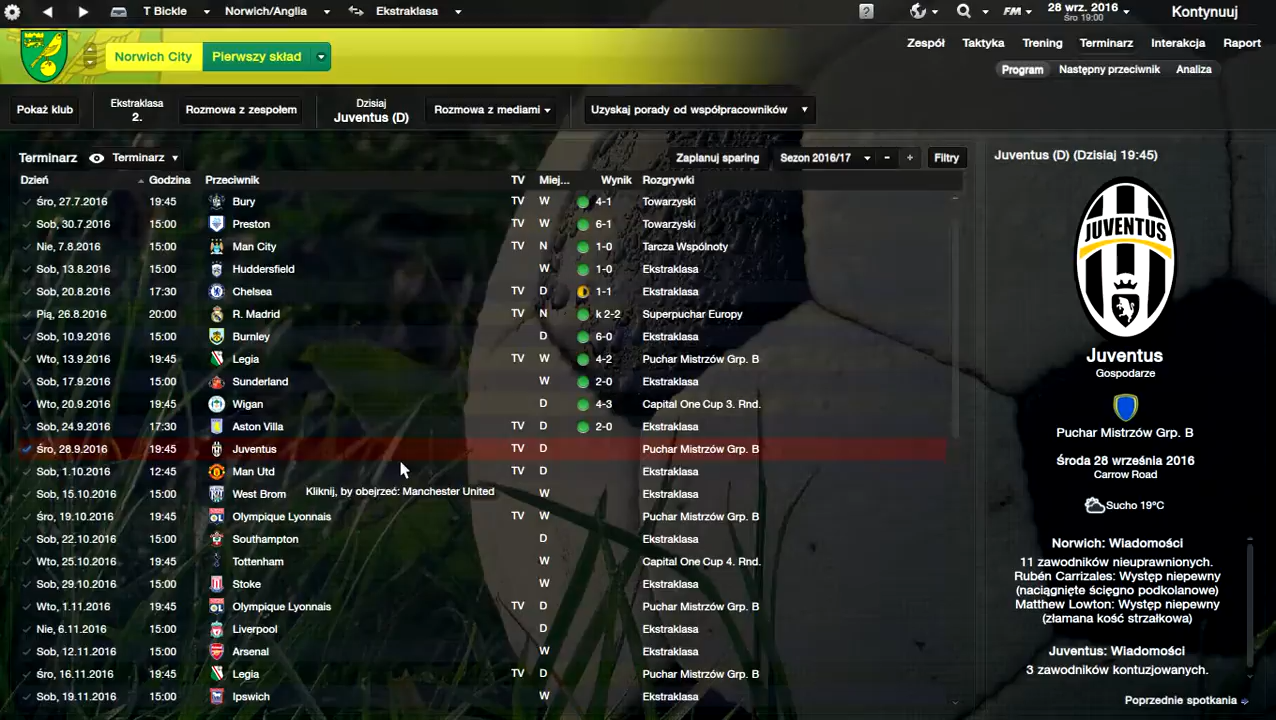 T Bickle Norwich/Anglia Ekstraklasa ? FM 28 wrz. 2016 Kontynuuj
śro 19:00
Norwich City Pierwszy skład Zespół Taktyka Trening Terminarz Interakcja Raport
Program Następny przeciwnik Analiza
Pokaż klub Ekstraklasa 2. Rozmowa z zespołem Dzisiaj Juventus (D) Rozmowa z mediami Uzyskaj porady od współpracowników
Terminarz Terminarz Zaplanuj sparing Sezon 2016/17 - + Filtry
Dzień Godzina Przeciwnik TV Miej... Wynik Rozgrywki
Śro, 27.7.2016 19:45 Bury TV W 4-1 Towarzyski
Sob, 30.7.2016 15:00 Preston TV W 6-1 Towarzyski
Nie, 7.8.2016 15:00 Man City TV N 1-0 Tarcza Wspólnoty
Sob, 13.8.2016 15:00 Huddersfield W 1-0 Ekstraklasa
Sob, 20.8.2016 17:30 Chelsea TV D 1-1 Ekstraklasa
Pią, 26.8.2016 20:00 R. Madrid TV N k 2-2 Superpuchar Europy
Sob, 10.9.2016 15:00 Burnley D 6-0 Ekstraklasa
Wto, 13.9.2016 19:45 Legia TV W 4-2 Puchar Mistrzów Grp. B
Sob, 17.9.2016 15:00 Sunderland W 2-0 Ekstraklasa
Wto, 20.9.2016 19:45 Wigan D 4-3 Capital One Cup 3. Rnd.
Sob, 24.9.2016 17:30 Aston Villa TV D 2-0 Ekstraklasa
Śro, 28.9.2016 19:45 Juventus TV D Puchar Mistrzów Grp. B
Sob, 1.10.2016 12:45 Man Utd TV D Ekstraklasa
Sob, 15.10.2016 15:00 West Brom W Ekstraklasa
Kliknij, by obejrzeć: Manchester United
Śro, 19.10.2016 19:45 Olympique Lyonnais TV W Puchar Mistrzów Grp. B
Sob, 22.10.2016 15:00 Southampton D Ekstraklasa
Wto, 25.10.2016 19:45 Tottenham W Capital One Cup 4. Rnd.
Sob, 29.10.2016 15:00 Stoke W Ekstraklasa
Wto, 1.11.2016 19:45 Olympique Lyonnais TV D Puchar Mistrzów Grp. B
Nie, 6.11.2016 15:00 Liverpool D Ekstraklasa
Sob, 12.11.2016 15:00 Arsenal W Ekstraklasa
Śro, 16.11.2016 19:45 Legia TV D Puchar Mistrzów Grp. B
Sob, 19.11.2016 15:00 Ipswich W Ekstraklasa
Juventus (D) (Dzisiaj 19:45)
JUVENTUS
Juventus
Gospodarze
Puchar Mistrzów Grp. B
Środa 28 września 2016
Carrow Road
Sucho 19°C
Norwich: Wiadomości
11 zawodników nieuprawnionych.
Rubén Carrizales: Występ niepewny
(naciągnięte ścięgno podkolanowe)
Matthew Lowton: Występ niepewny
(złamana kość strzałkowa)
Juventus: Wiadomości
3 zawodników kontuzjowanych.
Poprzednie spotkania